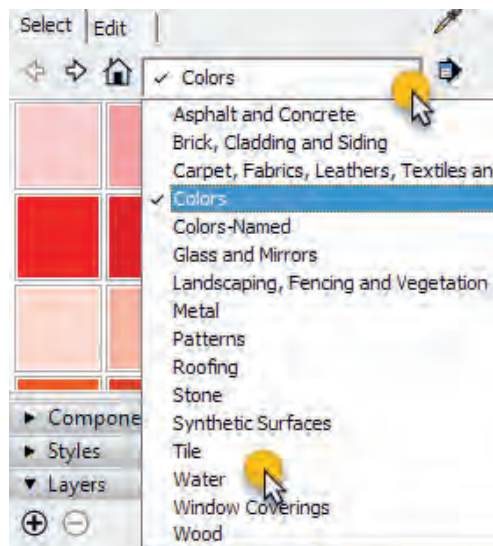 Select Edit
Colors
Asphalt and Concrete
Brick, Cladding and Siding
Carpet, Fabrics, Leathers, Textiles an
Colors
Colors-Named
Glass and Mirrors
Landscaping, Fencing and Vegetation
Metal
Patterns
Roofing
Stone
Compone
Synthetic Surfaces
Styles
Tile
Layers
Water
Window Coverings
Wood